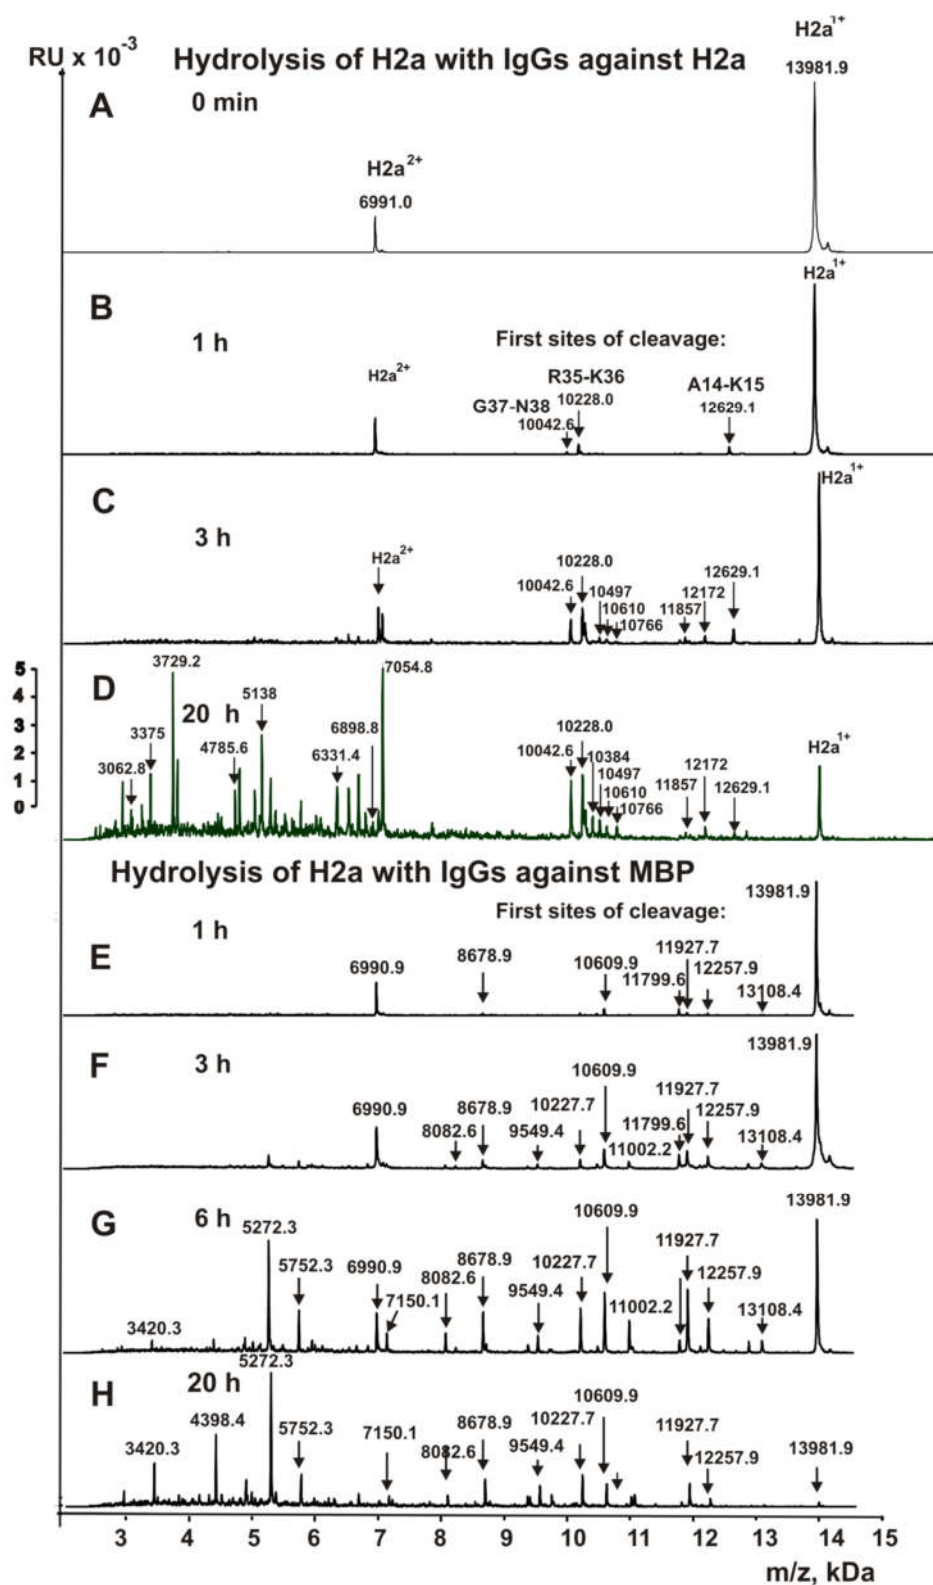 RU x 10⁻³
Hydrolysis of H2a with IgGs against H2a
H2a¹⁺
13981.9
A
0 min
H2a²⁺
6991.0
B
1 h
H2a¹⁺
First sites of cleavage:
R35-K36
A14-K15
H2a²⁺
G37-N38
10228.0
12629.1
10042.6
C
3 h
H2a¹⁺
H2a²⁺
10228.0
12629.1
10042.6
10497
12172
10610
11857
10766
5
4
3
2
1
0
D
20 h
3729.2
7054.8
5138
3375
6898.8
10228.0
H2a¹⁺
4785.6
6331.4
10042.6
10384
12172
3062.8
10497
11857
12629.1
10610
10766
Hydrolysis of H2a with IgGs against MBP
First sites of cleavage:
13981.9
1 h
E
6990.9
8678.9
10609.9
11927.7
11799.6
12257.9
13108.4
F
3 h
13981.9
10609.9
6990.9
8678.9
10227.7
11927.7
8082.6
9549.4
11799.6
12257.9
11002.2
13108.4
G
6 h
13981.9
5272.3
10609.9
5752.3
6990.9
8678.9
10227.7
11927.7
7150.1
8082.6
9549.4
12257.9
11002.2
13108.4
3420.3
H
20 h
5272.3
10609.9
4398.4
5752.3
8678.9
10227.7
11927.7
3420.3
7150.1
8082.6
9549.4
12257.9
13981.9
3 4 5 6 7 8 9 10 11 12 13 14 15
m/z, kDa